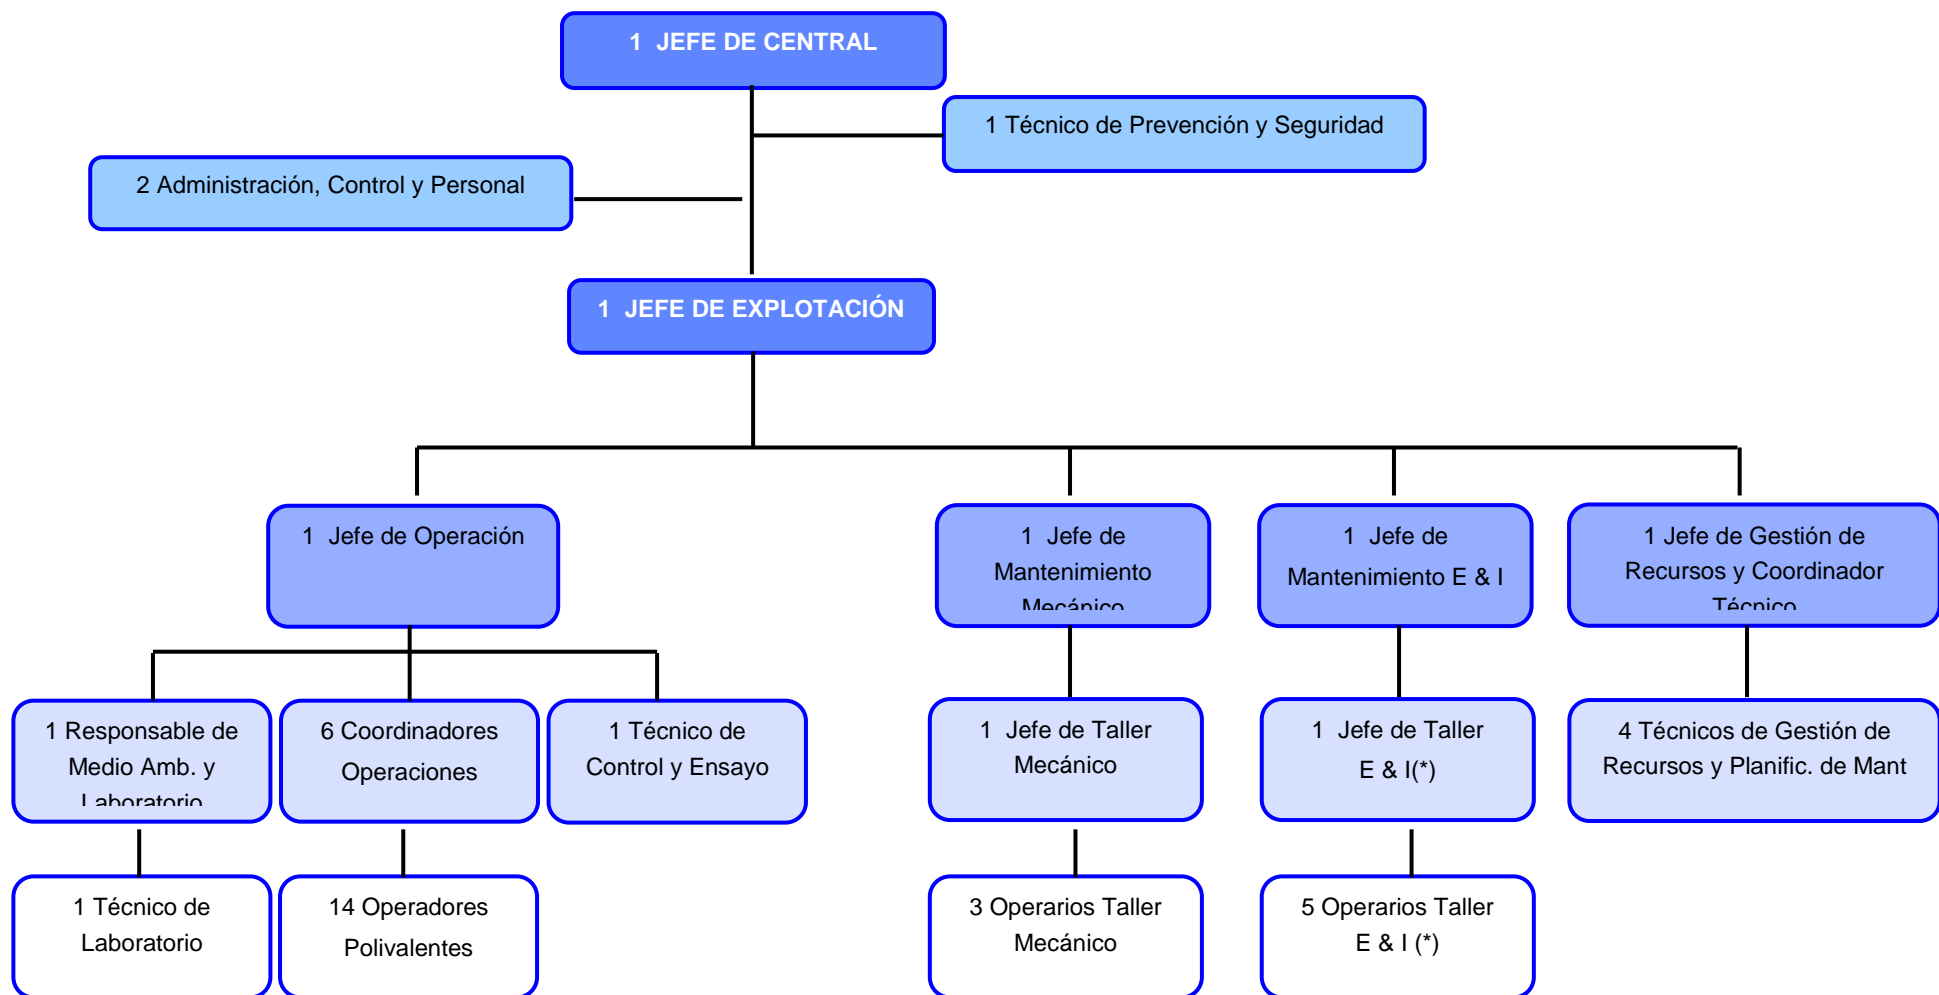 1 JEFE DE CENTRAL
1 Técnico de Prevención y Seguridad
2 Administración, Control y Personal
1 JEFE DE EXPLOTACIÓN
1 Jefe de Operación
1 Jefe de
Mantenimiento
Mecánico
1 Jefe de
Mantenimiento E & I
1 Jefe de Gestión de
Recursos y Coordinador
Técnico
1 Responsable de
Medio Amb. y
Laboratorio
6 Coordinadores
Operaciones
1 Técnico de
Control y Ensayo
1 Jefe de Taller
Mecánico
1 Jefe de Taller
E & I(*)
4 Técnicos de Gestión de
Recursos y Planific. de Mant
1 Técnico de
Laboratorio
14 Operadores
Polivalentes
3 Operarios Taller
Mecánico
5 Operarios Taller
E & I (*)